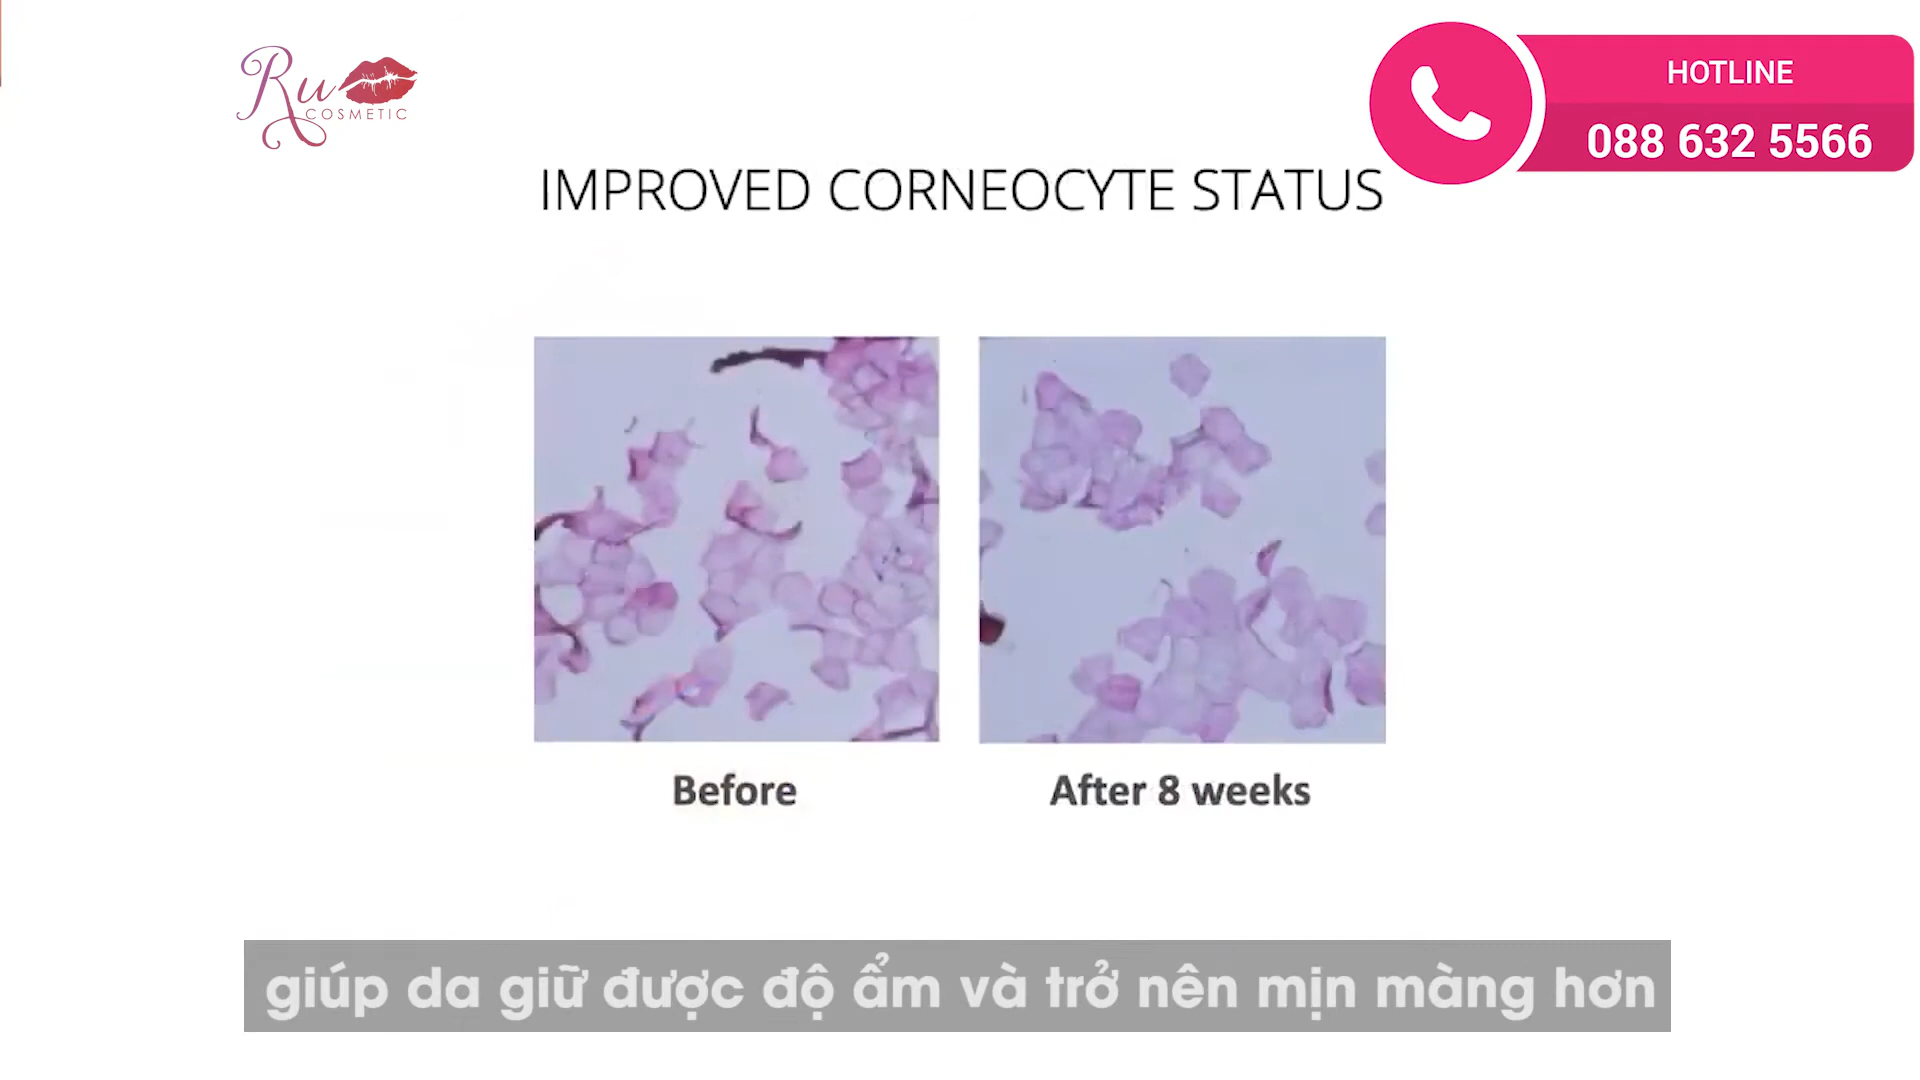 Ru
COSMETIC
HOTLINE
088 632 5566
IMPROVED CORNEOCYTE STATUS
Before
After 8 weeks
giúp da giữ được độ ẩm và trở nên mịn màng hơn